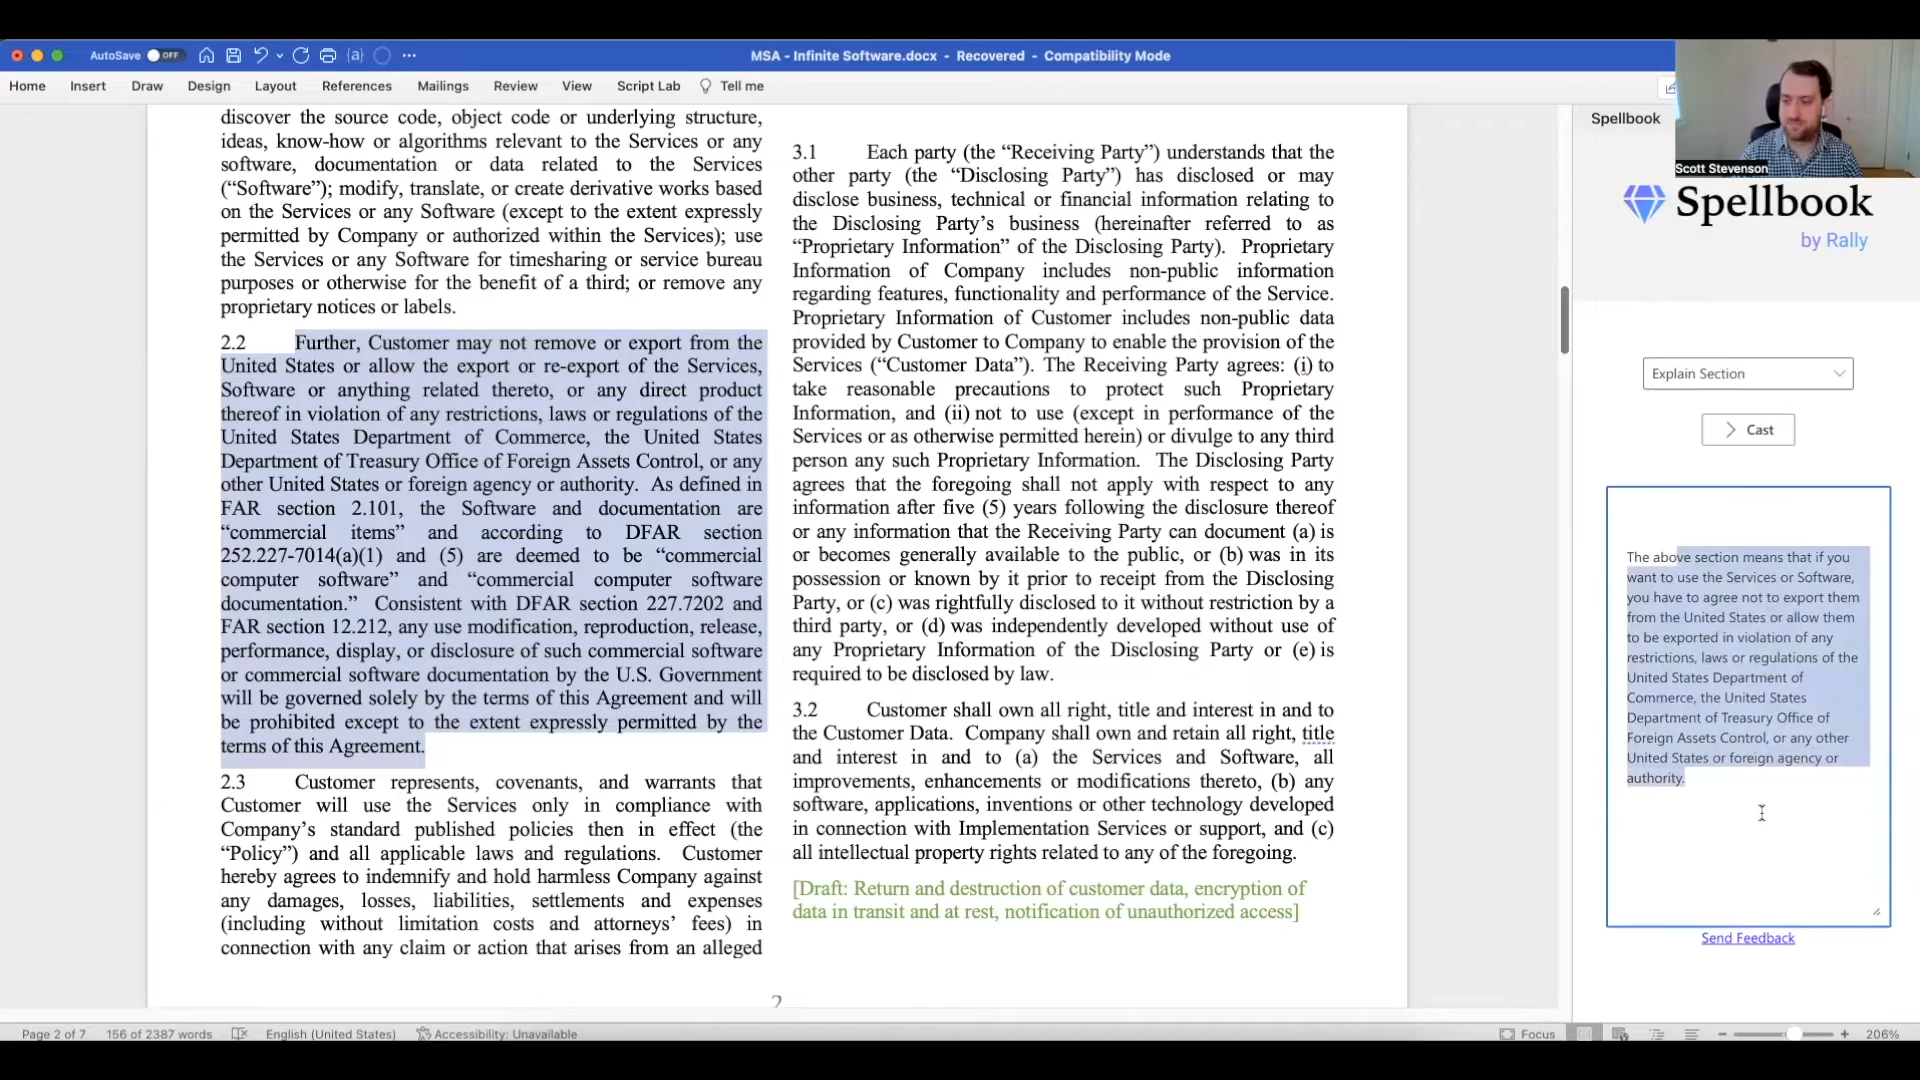 AutoSave OFF
MSA - Infinite Software.docx - Recovered - Compatibility Mode
Home Insert Draw Design Layout References Mailings Review View Script Lab Tell me
discover the source code, object code or underlying structure,
ideas, know-how or algorithms relevant to the Services or any
software, documentation or data related to the Services
(“Software”); modify, translate, or create derivative works based
on the Services or any Software (except to the extent expressly
permitted by Company or authorized within the Services); use
the Services or any Software for timesharing or service bureau
purposes or otherwise for the benefit of a third; or remove any
proprietary notices or labels.
2.2 Further, Customer may not remove or export from the
United States or allow the export or re-export of the Services,
Software or anything related thereto, or any direct product
thereof in violation of any restrictions, laws or regulations of the
United States Department of Commerce, the United States
Department of Treasury Office of Foreign Assets Control, or any
other United States or foreign agency or authority. As defined in
FAR section 2.101, the Software and documentation are
“commercial items” and according to DFAR section
252.227-7014(a)(1) and (5) are deemed to be “commercial
computer software” and “commercial computer software
documentation.” Consistent with DFAR section 227.7202 and
FAR section 12.212, any use modification, reproduction, release,
performance, display, or disclosure of such commercial software
or commercial software documentation by the U.S. Government
will be governed solely by the terms of this Agreement and will
be prohibited except to the extent expressly permitted by the
terms of this Agreement.
2.3 Customer represents, covenants, and warrants that
Customer will use the Services only in compliance with
Company’s standard published policies then in effect (the
“Policy”) and all applicable laws and regulations. Customer
hereby agrees to indemnify and hold harmless Company against
any damages, losses, liabilities, settlements and expenses
(including without limitation costs and attorneys’ fees) in
connection with any claim or action that arises from an alleged
3.1 Each party (the “Receiving Party”) understands that the
other party (the “Disclosing Party”) has disclosed or may
disclose business, technical or financial information relating to
the Disclosing Party’s business (hereinafter referred to as
“Proprietary Information” of the Disclosing Party). Proprietary
Information of Company includes non-public information
regarding features, functionality and performance of the Service.
Proprietary Information of Customer includes non-public data
provided by Customer to Company to enable the provision of the
Services (“Customer Data”). The Receiving Party agrees: (i) to
take reasonable precautions to protect such Proprietary
Information, and (ii) not to use (except in performance of the
Services or as otherwise permitted herein) or divulge to any third
person any such Proprietary Information. The Disclosing Party
agrees that the foregoing shall not apply with respect to any
information after five (5) years following the disclosure thereof
or any information that the Receiving Party can document (a) is
or becomes generally available to the public, or (b) was in its
possession or known by it prior to receipt from the Disclosing
Party, or (c) was rightfully disclosed to it without restriction by a
third party, or (d) was independently developed without use of
any Proprietary Information of the Disclosing Party or (e) is
required to be disclosed by law.
3.2 Customer shall own all right, title and interest in and to
the Customer Data. Company shall own and retain all right, title
and interest in and to (a) the Services and Software, all
improvements, enhancements or modifications thereto, (b) any
software, applications, inventions or other technology developed
in connection with Implementation Services or support, and (c)
all intellectual property rights related to any of the foregoing.
[Draft: Return and destruction of customer data, encryption of
data in transit and at rest, notification of unauthorized access]
2
Spellbook
Scott Stevenson
Spellbook
by Rally
Explain Section
Cast
The above section means that if you
want to use the Services or Software,
you have to agree not to export them
from the United States or allow them
to be exported in violation of any
restrictions, laws or regulations of the
United States Department of
Commerce, the United States
Department of Treasury Office of
Foreign Assets Control, or any other
United States or foreign agency or
authority.
Send Feedback
Page 2 of 7 156 of 2387 words English (United States) Accessibility: Unavailable Focus 206%